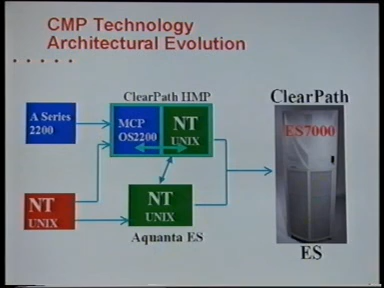 CMP Technology
Architectural Evolution
ClearPath HMP
ClearPath
A Series
2200
MCP
OS2200
NT
UNIX
ES7000
NT
UNIX
NT
UNIX
Aquanta ES
ES